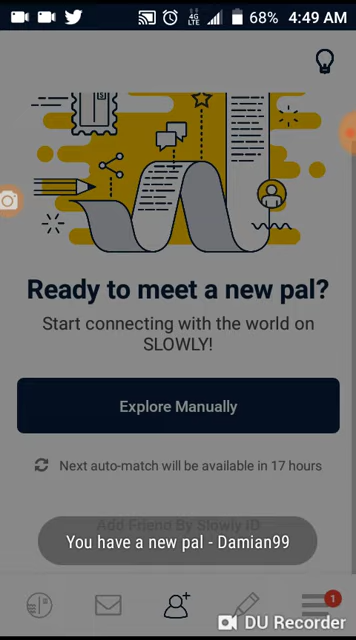 4G
LTE
68% 4:49 AM
Ready to meet a new pal?
Start connecting with the world on
SLOWLY!
Explore Manually
Next auto-match will be available in 17 hours
Add Friend By Slowly ID
You have a new pal - Damian99
1
DU Recorder